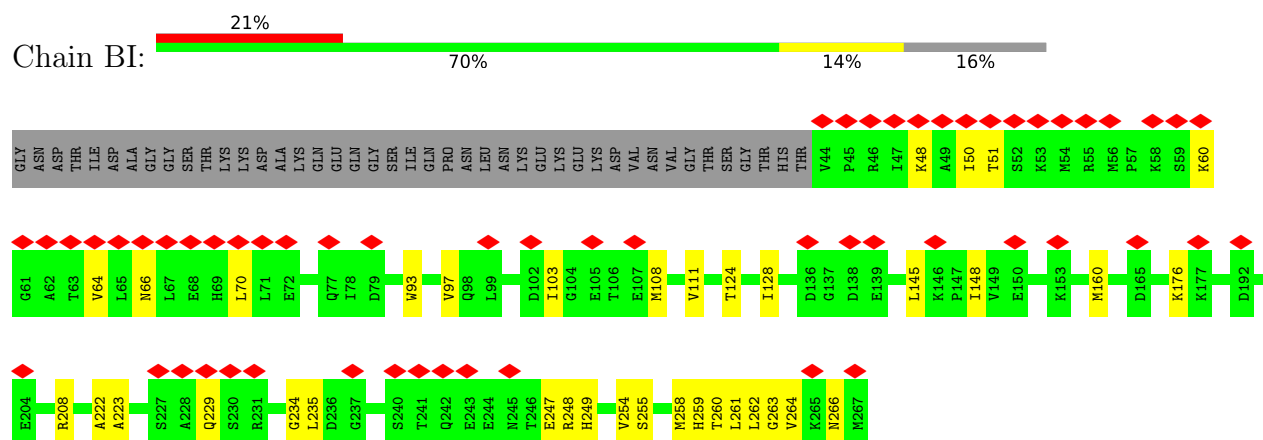 21%
Chain BI:
70% 14% 16%
GLY ASN ASP THR ILE ASP ALA GLY GLY SER THR LYS LYS ASP ALA LYS GLN GLU GLN GLY SER ILE GLN PRO ASN LEU ASN LYS GLU LYS GLU LYS ASP VAL ASN VAL GLY THR SER GLY THR HIS THR V44 P45 R46 I47 K48 A49 I50 T51 S52 K53 M54 R55 M56 P57 K58 S59 K60
G61 A62 T63 V64 L65 N66 L67 E68 H69 L70 L71 E72 Q77 I78 D79 W93 V97 Q98 L99 D102 I103 G104 E105 T106 E107 M108 V111 T124 I128 D136 G137 D138 E139 L145 K146 P147 I148 V149 E150 K153 M160 D165 K176 K177 D192
E204 R208 A222 A223 S227 A228 Q229 S230 R231 G234 L235 D236 G237 S240 T241 Q242 E243 E244 N245 T246 E247 R248 H249 V254 S255 M258 H259 T260 L261 L262 G263 V264 K265 N266 M267